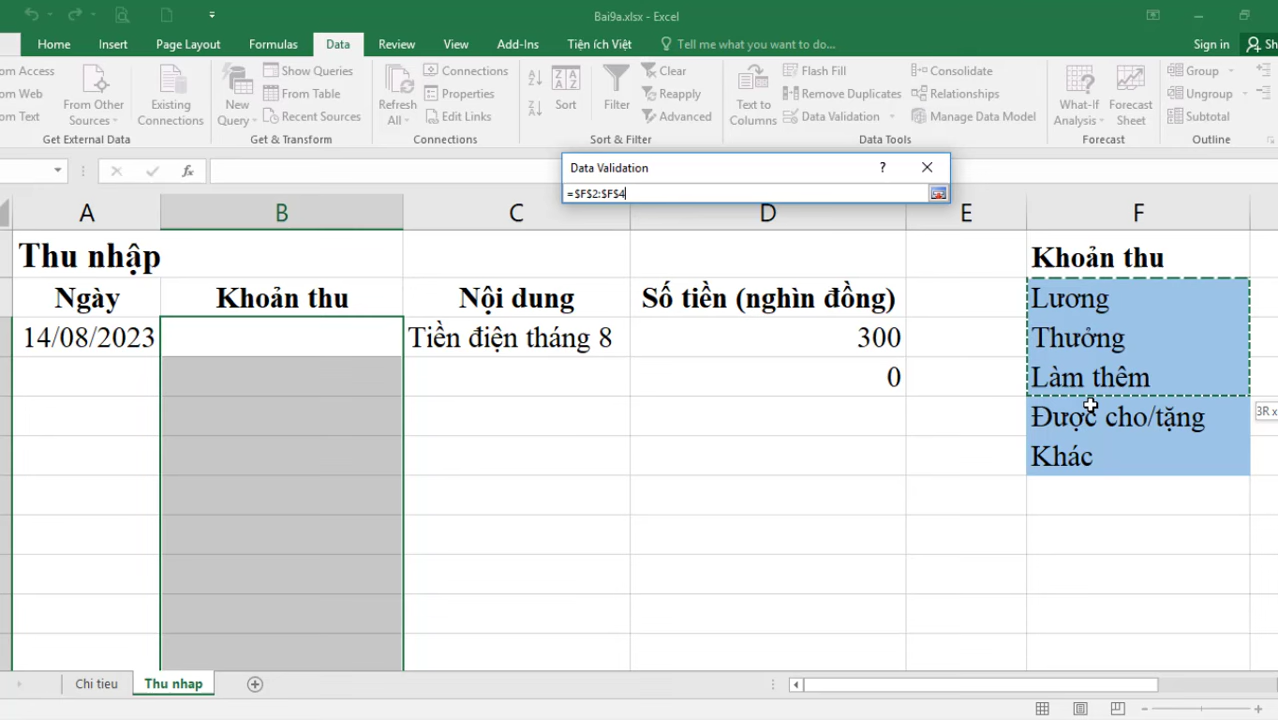 Bai9a.xlsx - Excel
Home Insert Page Layout Formulas Data Review View Add-Ins Tiện ích Việt Tell me what you want to do... Sign in Sh
om Access
om Web
om Text
From Other Sources
Existing Connections
Get External Data
New Query
Show Queries
From Table
Recent Sources
Get & Transform
Refresh All
Connections
Properties
Edit Links
Connections
Sort
Filter
Clear
Reapply
Advanced
Sort & Filter
Text to Columns
Flash Fill
Remove Duplicates
Data Validation
Consolidate
Relationships
Manage Data Model
Data Tools
What-If Analysis
Forecast Sheet
Forecast
Group
Ungroup
Subtotal
Outline
Data Validation ?
=$F$2:$F$4
fx
A B C D E F
Thu nhập Khoản thu
Ngày Khoản thu Nội dung Số tiền (nghìn đồng) Lương
14/08/2023 Tiền điện tháng 8 300 Thưởng
0 Làm thêm
3R x
Được cho/tặng
Khác
Chi tieu Thu nhap